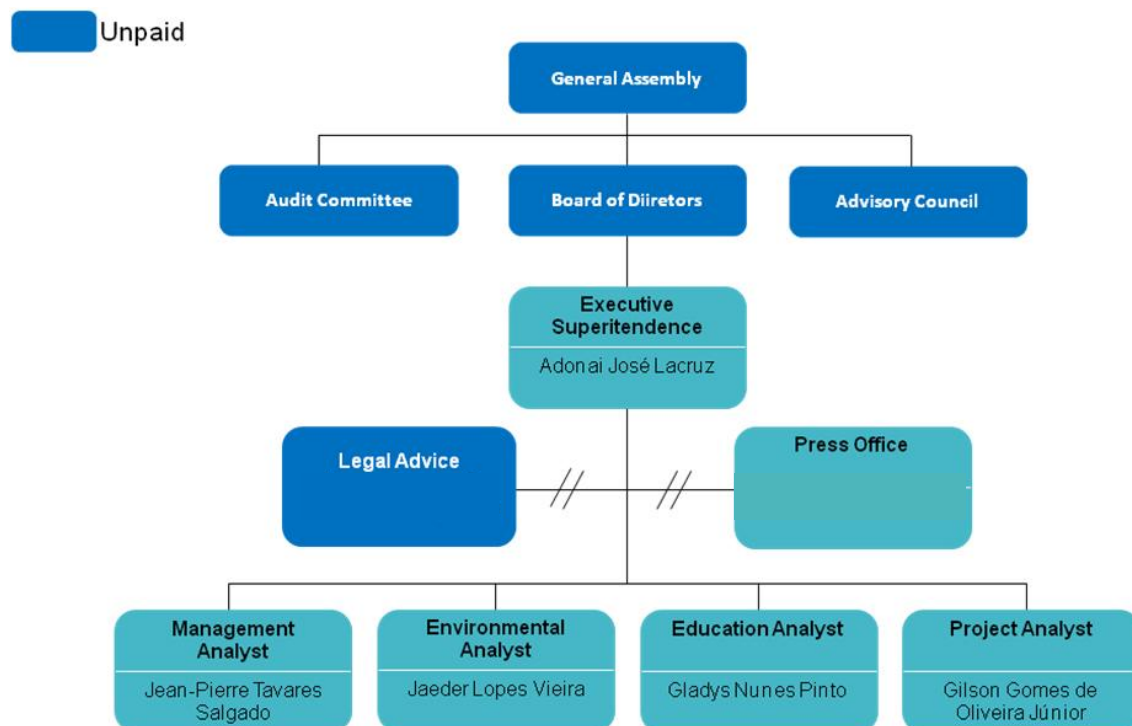 Unpaid
General Assembly
Audit Committee
Board of Diiretors
Advisory Council
Executive
Superitendence
Adonai José Lacruz
Legal Advice
Press Office
Management
Analyst
Jean-Pierre Tavares
Salgado
Environmental
Analyst
Jaeder Lopes Vieira
Education Analyst
Gladys Nunes Pinto
Project Analyst
Gilson Gomes de
Oliveira Júnior